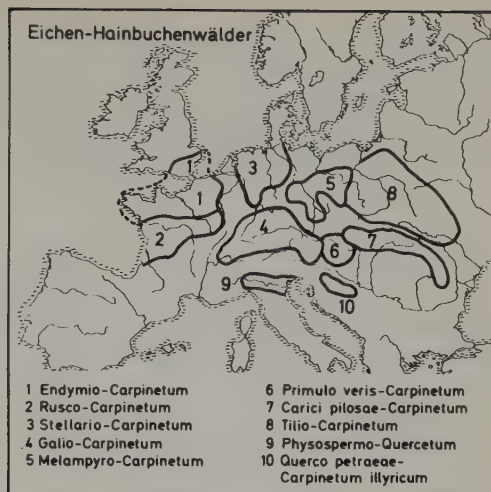 Eichen-Hainbuchenwälder
1
1
3
5
8
2
4
6
7
9
10
1 Endymio-Carpinetum
2 Rusco-Carpinetum
3 Stellario-Carpinetum
4 Galio-Carpinetum
5 Melampyro-Carpinetum
6 Primulo veris-Carpinetum
7 Carici pilosae-Carpinetum
8 Tilio-Carpinetum
9 Physospermo-Quercetum
10 Querco petraeae-
Carpinetum illyricum